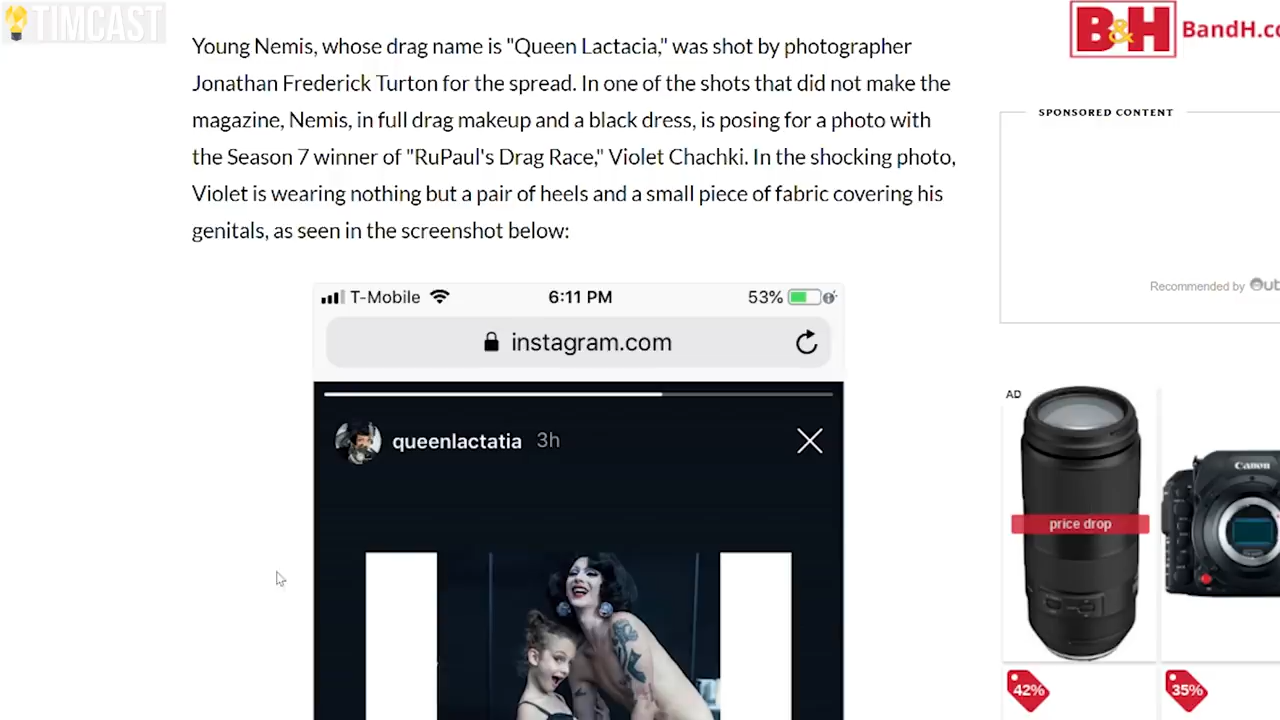 TIMCAST
Young Nemis, whose drag name is "Queen Lactacia," was shot by photographer
Jonathan Frederick Turton for the spread. In one of the shots that did not make the
magazine, Nemis, in full drag makeup and a black dress, is posing for a photo with
the Season 7 winner of "RuPaul's Drag Race," Violet Chachki. In the shocking photo,
Violet is wearing nothing but a pair of heels and a small piece of fabric covering his
genitals, as seen in the screenshot below:
T-Mobile 6:11 PM 53%
instagram.com
queenlactatia 3h
B&H BandH.co
SPONSORED CONTENT
Recommended by Out
AD
price drop
Canon
42% 35%